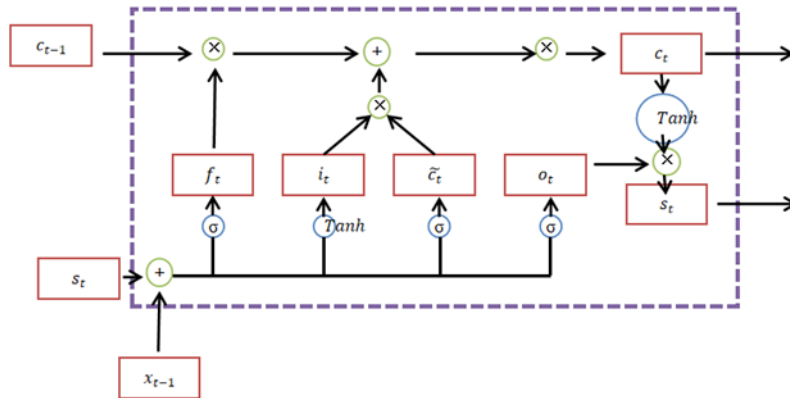 × + ×
c_{t−1} c_t
×
Tanh
×
f_t i_t c̃_t o_t
s_t
σ Tanh σ σ
s_t +
x_{t−1}